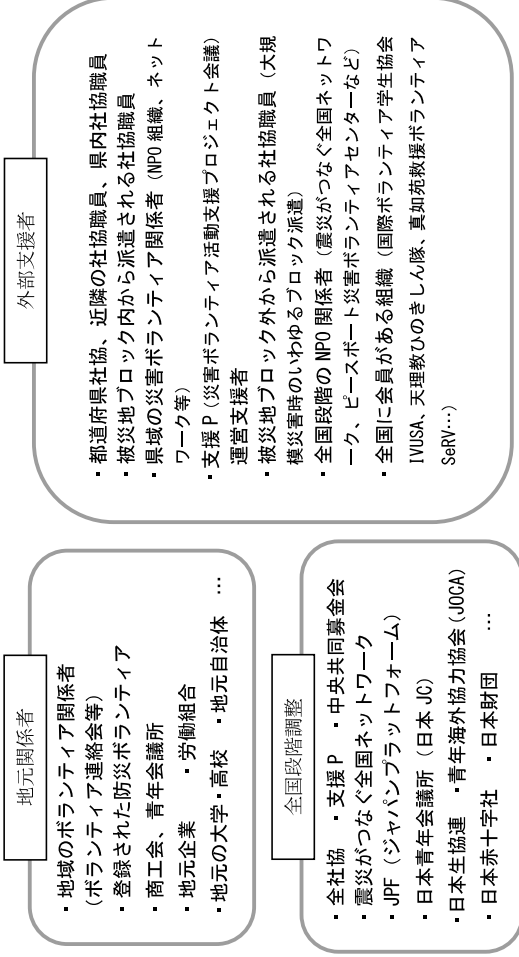 地元関係者
・地域のボランティア関係者
(ボランティア連絡会等)
・登録された防災ボランティア
・商工会、青年会議所
・地元企業 ・労働組合
・地元の大学・高校 ・地元自治体 …
全国段階調整
・全社協 ・支援P ・中央共同募金会
・震災がつなぐ全国ネットワーク
・JPF（ジャパンプラットフォーム）
・日本青年会議所（日本JC）
・日本生協連 ・青年海外協力協会(JOCA)
・日本赤十字社 ・日本財団 …
外部支援者
・都道府県社協、近隣の社協職員、県内社協職員
・被災地ブロック内から派遣される社協職員
・県域の災害ボランティア関係者（NPO組織、ネット
ワーク等）
・支援P（災害ボランティア活動支援プロジェクト会議）
運営支援者
・被災地ブロック外から派遣される社協職員（大規
模災害時のいわゆるブロック派遣）
・全国段階のNPO関係者（震災がつなぐ全国ネットワ
ーク、ピースボート災害ボランティアセンターなど）
・全国に会員がある組織（国際ボランティア学生協会
IVUSA、天理教ひのきしん隊、真如苑救援ボランティア
SeRV…）